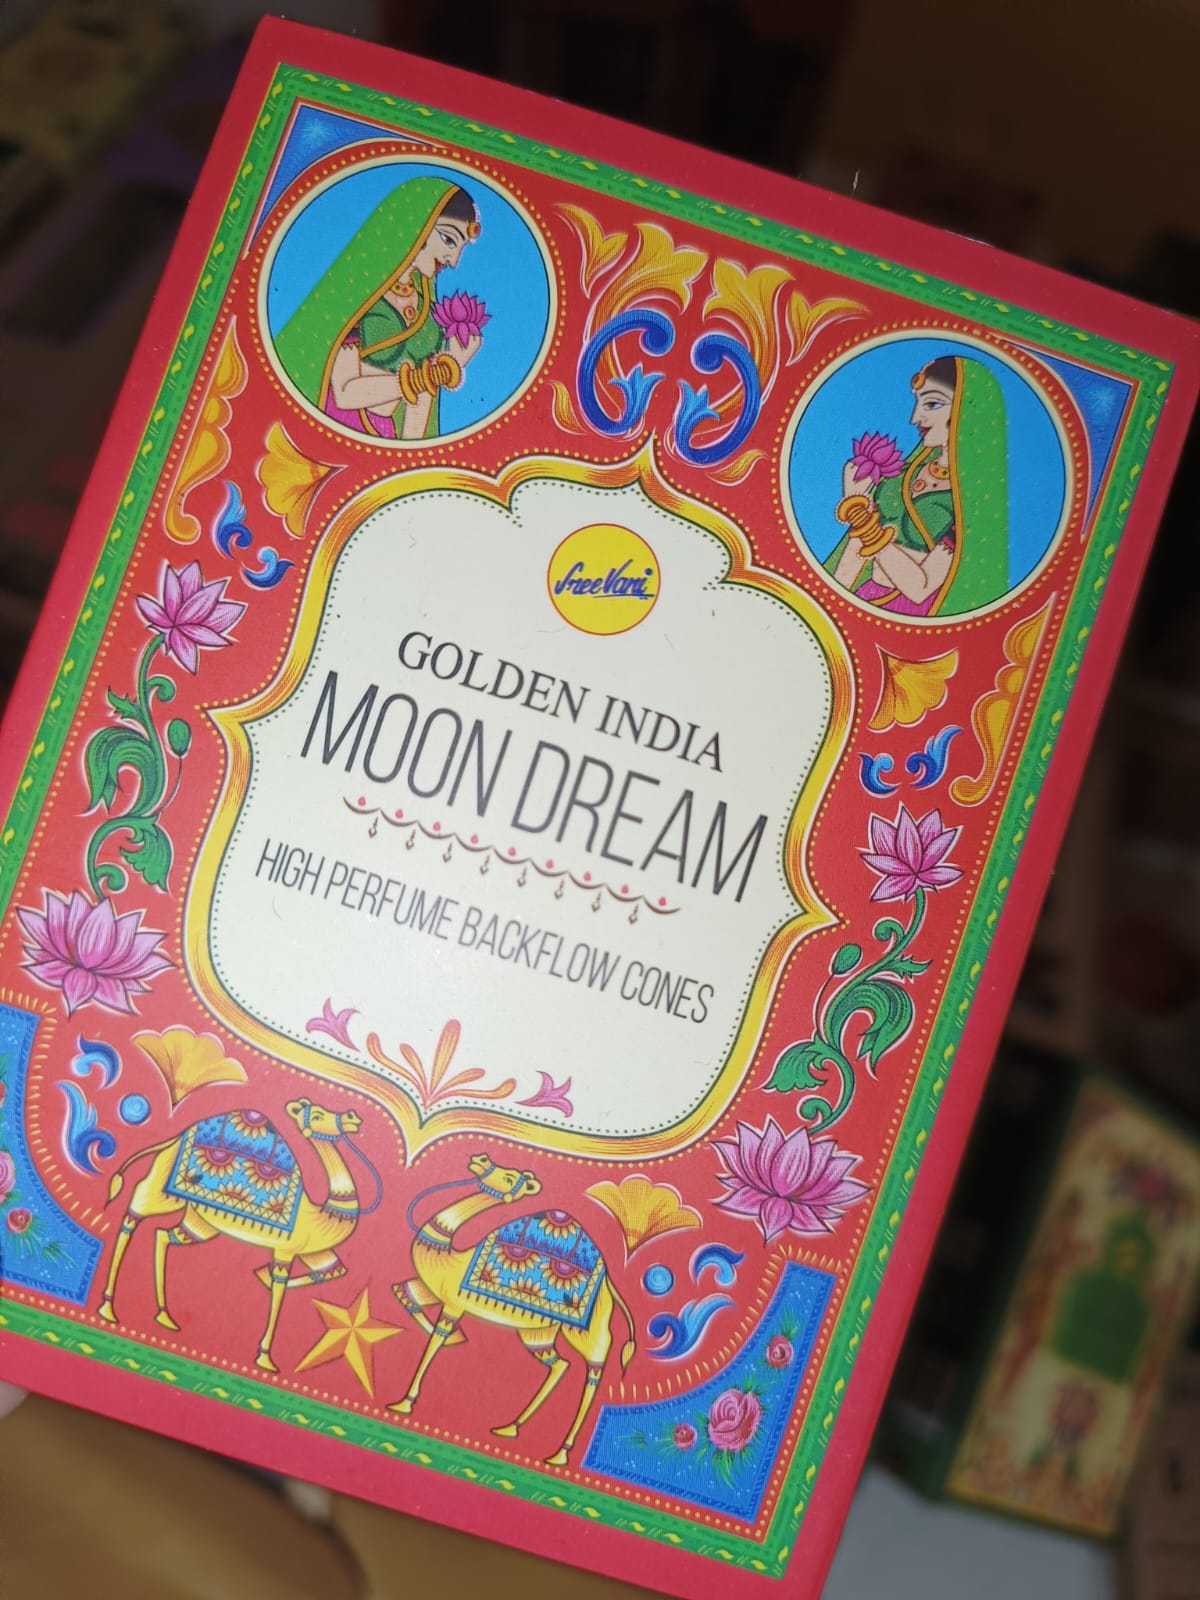 SreeVani
GOLDEN INDIA
MOON DREAM
HIGH PERFUME BACKFLOW CONES